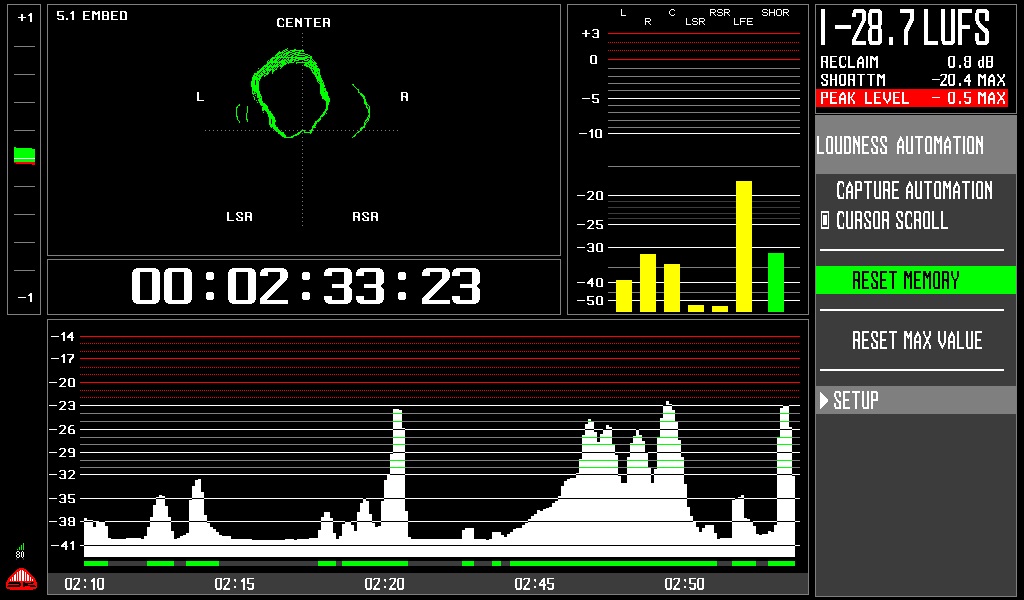 +1
-1
80
5.1 EMBED
CENTER
L
R
LSR
RSR
00:02:33:23
L R C LSR RSR LFE SHOR
+3
0
-5
-10
-20
-25
-30
-40
-50
I -28.7 LUFS
RECLAIM 0.8 dB
SHORTTM -20.4 MAX
PEAK LEVEL - 0.5 MAX
LOUDNESS AUTOMATION
CAPTURE AUTOMATION
CURSOR SCROLL
RESET MEMORY
RESET MAX VALUE
SETUP
-14
-17
-20
-23
-26
-29
-32
-35
-38
-41
02:10 02:15 02:20 02:45 02:50